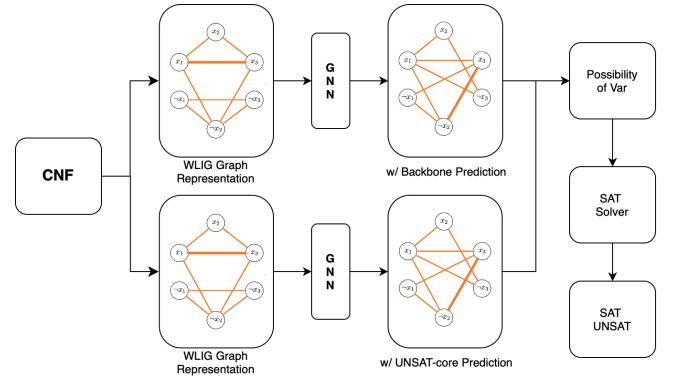 CNF
x₂
x₁
x₃
¬x₁
¬x₃
¬x₂
WLIG Graph
Representation
G
N
N
x₂
x₁
x₃
¬x₁
¬x₃
¬x₂
w/ Backbone Prediction
x₂
x₁
x₃
¬x₁
¬x₃
¬x₂
WLIG Graph
Representation
G
N
N
x₂
x₁
x₃
¬x₁
¬x₃
¬x₂
w/ UNSAT-core Prediction
Possibility
of Var
SAT
Solver
SAT
UNSAT